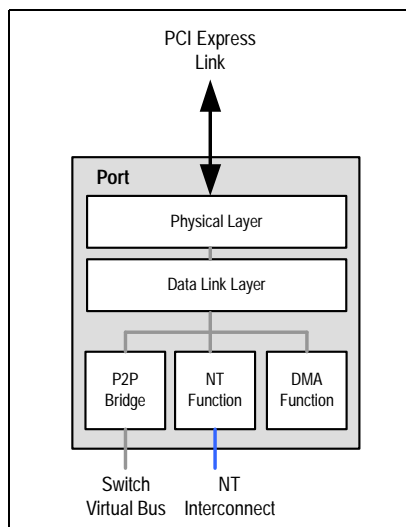 PCI Express
Link
Port
Physical Layer
Data Link Layer
P2P
Bridge
NT
Function
DMA
Function
Switch
Virtual Bus
NT
Interconnect